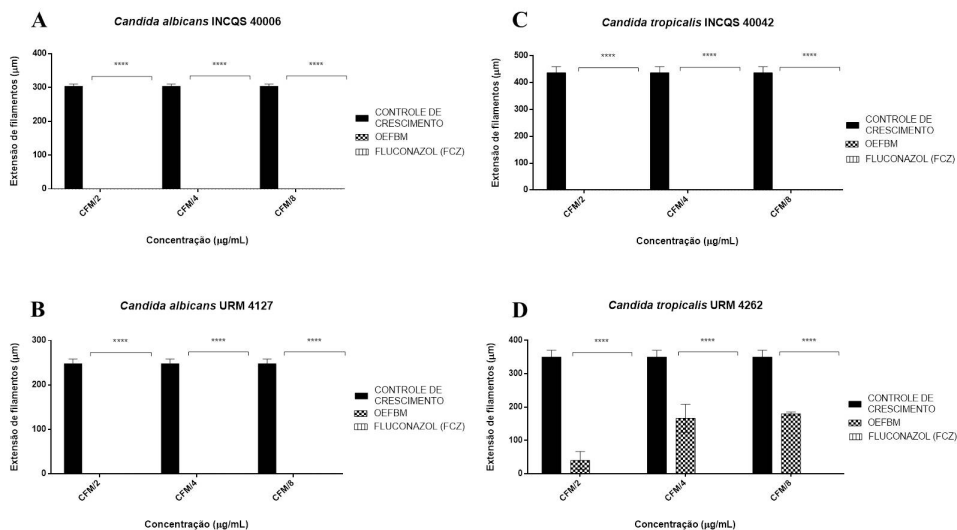 A
Candida albicans INCQS 40006
Extensão de filamentos (µm)
400
300
200
100
0
**** **** ****
CFM/2 CFM/4 CFM/8
Concentração (µg/mL)
CONTROLE DE
CRESCIMENTO
OEFBM
FLUCONAZOL (FCZ)
C
Candida tropicalis INCQS 40042
Extensão de filamentos (µm)
500
400
300
200
100
0
**** **** ****
CFM/2 CFM/4 CFM/8
Concentração (µg/mL)
CONTROLE DE
CRESCIMENTO
OEFBM
FLUCONAZOL (FCZ)
B
Candida albicans URM 4127
Extensão de filamentos (µm)
300
200
100
0
**** **** ****
CFM/2 CFM/4 CFM/8
Concentração (µg/mL)
CONTROLE DE
CRESCIMENTO
OEFBM
FLUCONAZOL (FCZ)
D
Candida tropicalis URM 4262
Extensão de filamentos (µm)
400
300
200
100
0
**** **** ****
CFM/2 CFM/4 CFM/8
Concentração (µg/mL)
CONTROLE DE
CRESCIMENTO
OEFBM
FLUCONAZOL (FCZ)